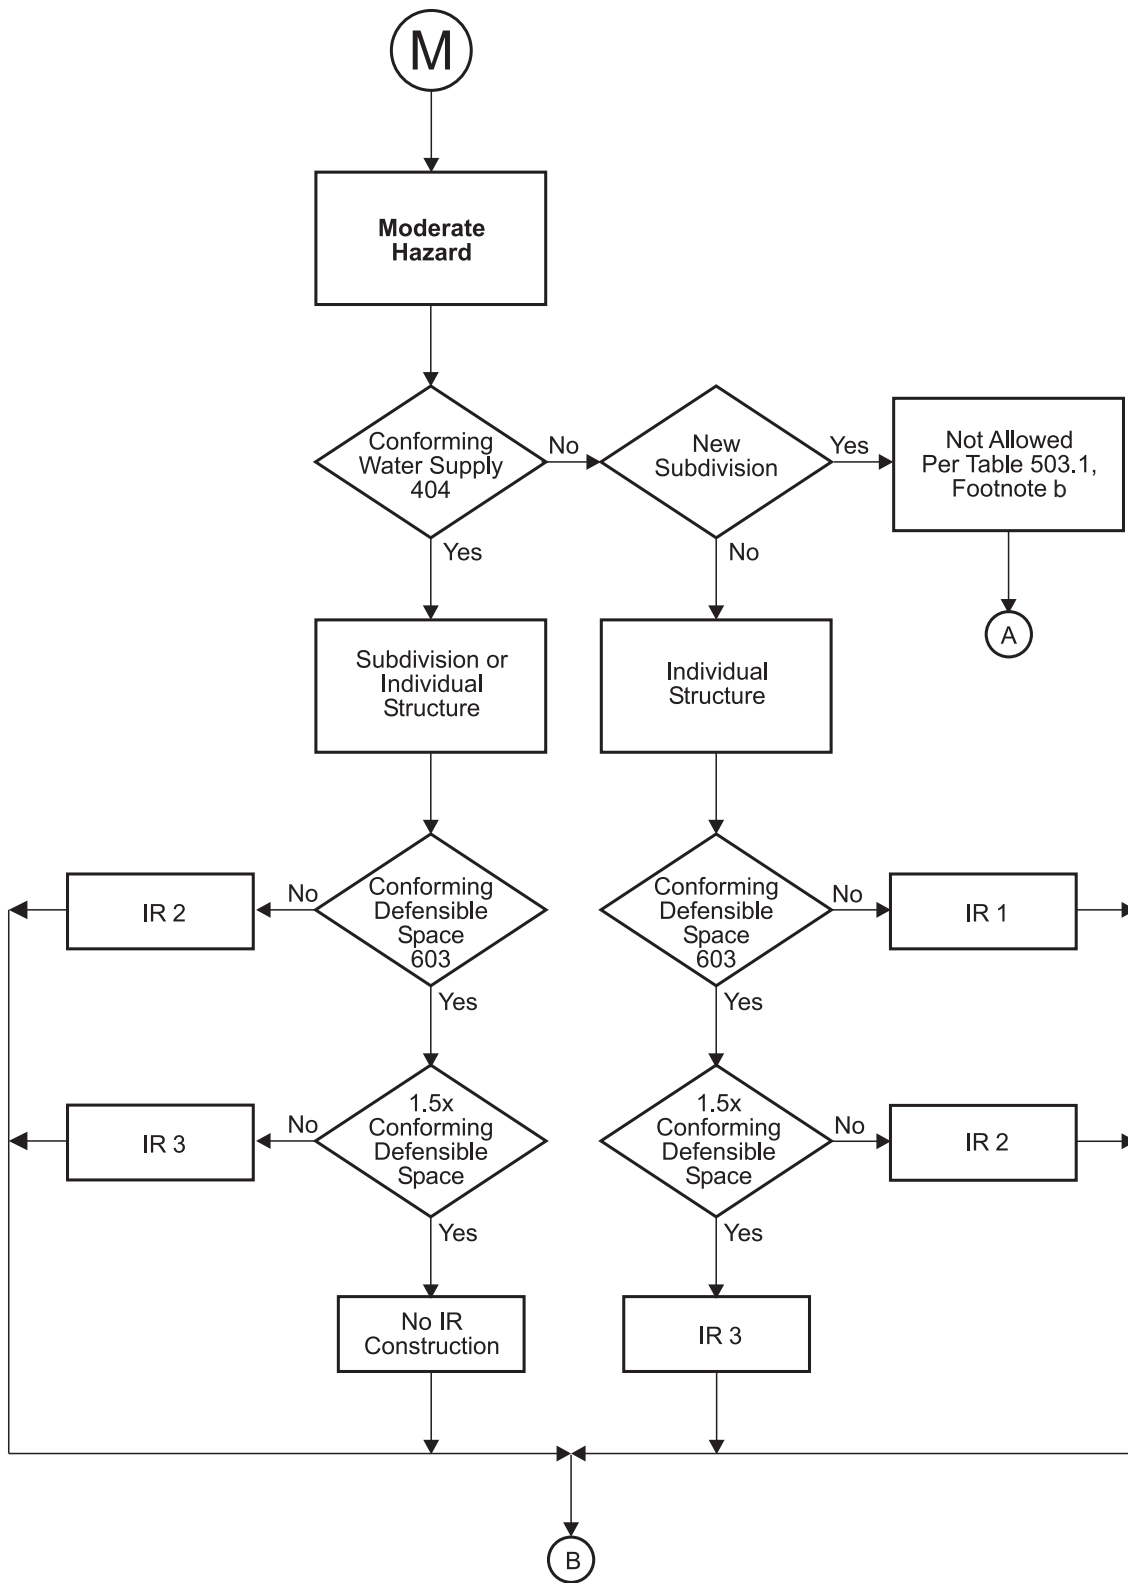 M
Moderate
Hazard
Conforming
Water Supply
404
No
New
Subdivision
Yes
Not Allowed
Per Table 503.1,
Footnote b
Yes
No
A
Subdivision or
Individual
Structure
Individual
Structure
IR 2
No
Conforming
Defensible
Space
603
Conforming
Defensible
Space
603
No
IR 1
Yes
Yes
IR 3
No
1.5x
Conforming
Defensible
Space
1.5x
Conforming
Defensible
Space
No
IR 2
Yes
Yes
No IR
Construction
IR 3
B